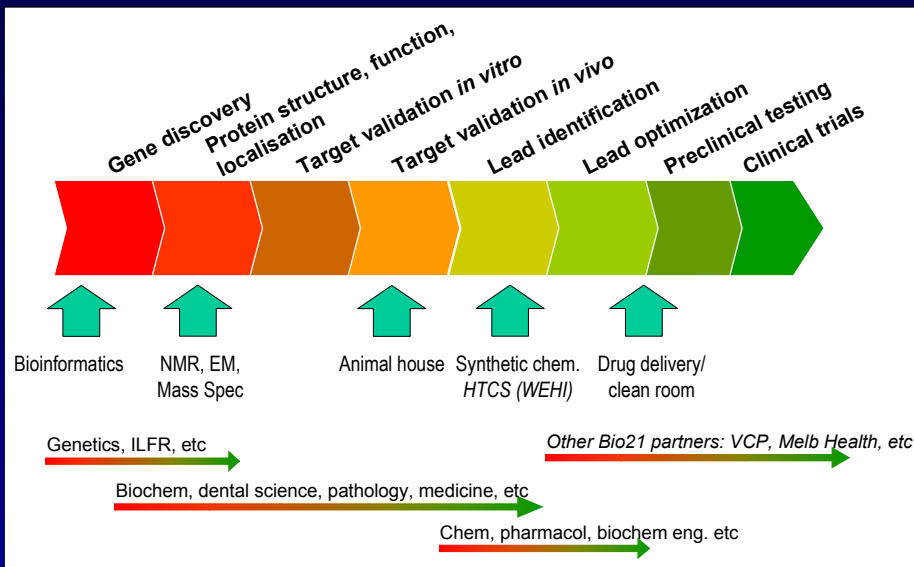 Gene discovery
Protein structure, function,
localisation
Target validation in vitro
Target validation in vivo
Lead identification
Lead optimization
Preclinical testing
Clinical trials
Bioinformatics
NMR, EM,
Mass Spec
Animal house
Synthetic chem.
HTCS (WEHI)
Drug delivery/
clean room
Genetics, ILFR, etc
Other Bio21 partners: VCP, Melb Health, etc
Biochem, dental science, pathology, medicine, etc
Chem, pharmacol, biochem eng. etc